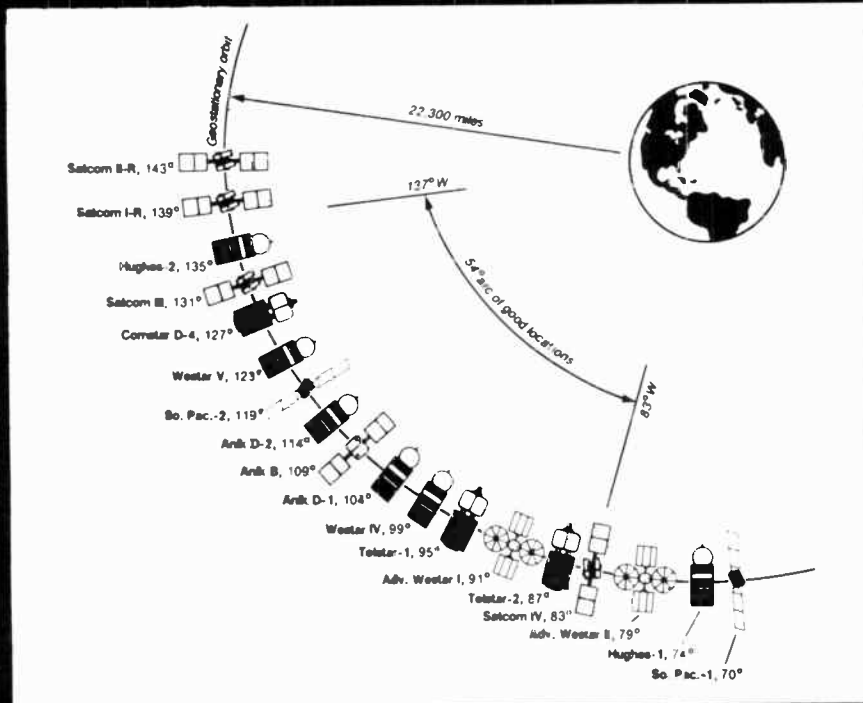 Geostationary orbit
22,300 miles
Satcom II-R, 143°
Satcom I-R, 139°
137° W
Hughes-2, 135°
Satcom III, 131°
54° arc of good locations
Comstar D-4, 127°
Westar V, 123°
83° W
So. Pac.-2, 119°
Anik D-2, 114°
Anik B, 109°
Anik D-1, 104°
Westar IV, 99°
Telstar-1, 95°
Adv. Westar I, 91°
Telstar-2, 87°
Satcom IV, 83°
Adv. Westar II, 79°
Hughes-1, 74°
So. Pac.-1, 70°